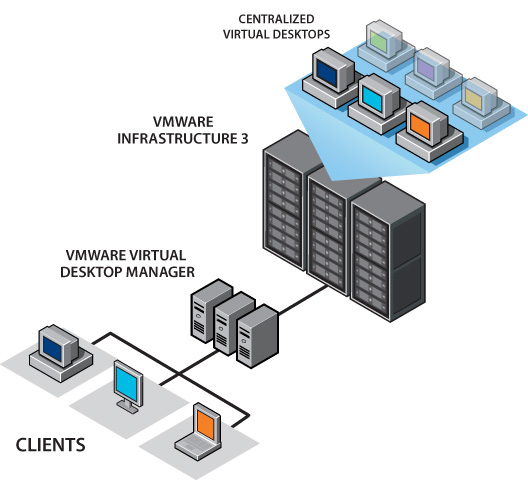 CENTRALIZED
VIRTUAL DESKTOPS
VMWARE
INFRASTRUCTURE 3
VMWARE VIRTUAL
DESKTOP MANAGER
CLIENTS